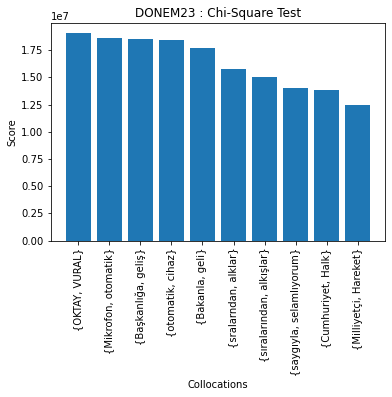 DONEM23 : Chi-Square Test
1e7
1.75
1.50
1.25
1.00
0.75
0.50
0.25
0.00
Score
{OKTAY, VURAL}
{Mikrofon, otomatik}
{Başkanlığa, geliş}
{otomatik, cihaz}
{Bakanla, geli}
{sralarndan, alklar}
{sıralarından, alkışlar}
{saygıyla, selamlıyorum}
{Cumhuriyet, Halk}
{Milliyetçi, Hareket}
Collocations